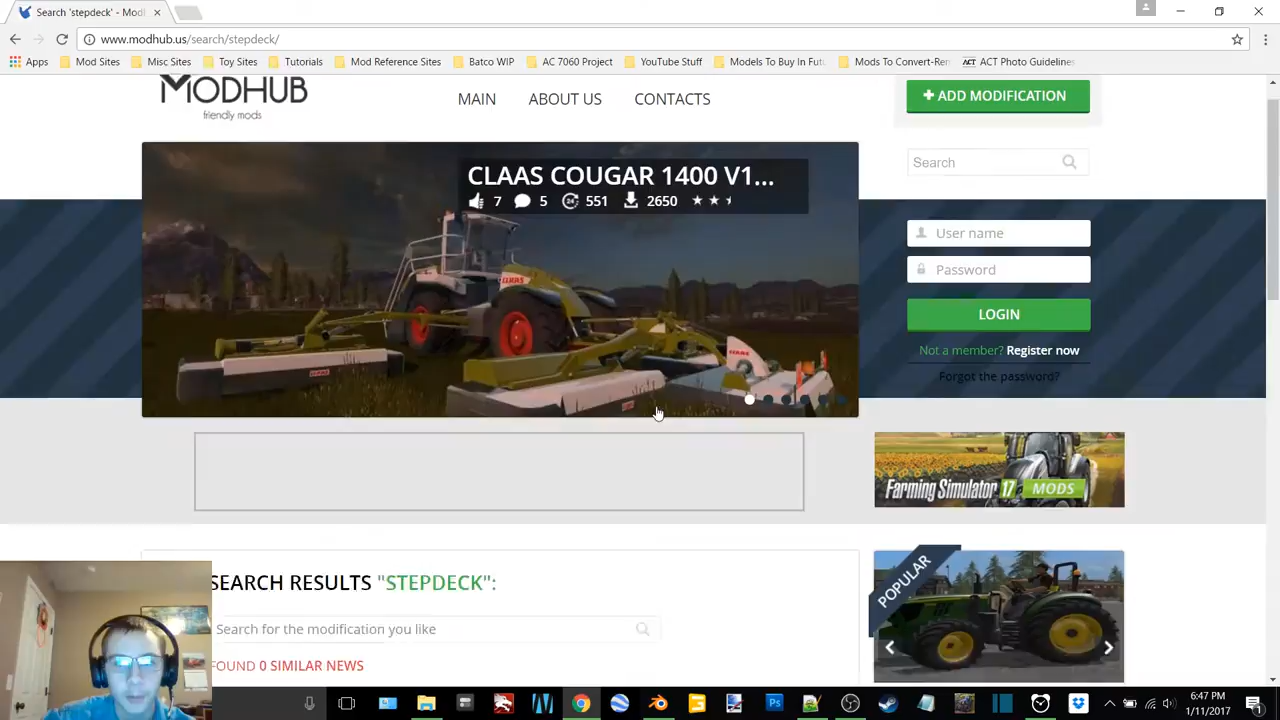 Search 'stepdeck' - Mod
www.modhub.us/search/stepdeck/
Apps Mod Sites Misc Sites Toy Sites Tutorials Mod Reference Sites Batco WIP AC 7060 Project YouTube Stuff Models To Buy In Futu Mods To Convert-Ren ACT Photo Guidelines
MODHUB
friendly mods
MAIN ABOUT US CONTACTS
+ ADD MODIFICATION
Search
CLAAS COUGAR 1400 V1...
7 5 24 551 2650
User name
Password
LOGIN
Not a member? Register now
Forgot the password?
CLAAS
Farming Simulator 17 MODS
SEARCH RESULTS "STEPDECK":
Search for the modification you like
FOUND 0 SIMILAR NEWS
POPULAR
6:47 PM
1/11/2017